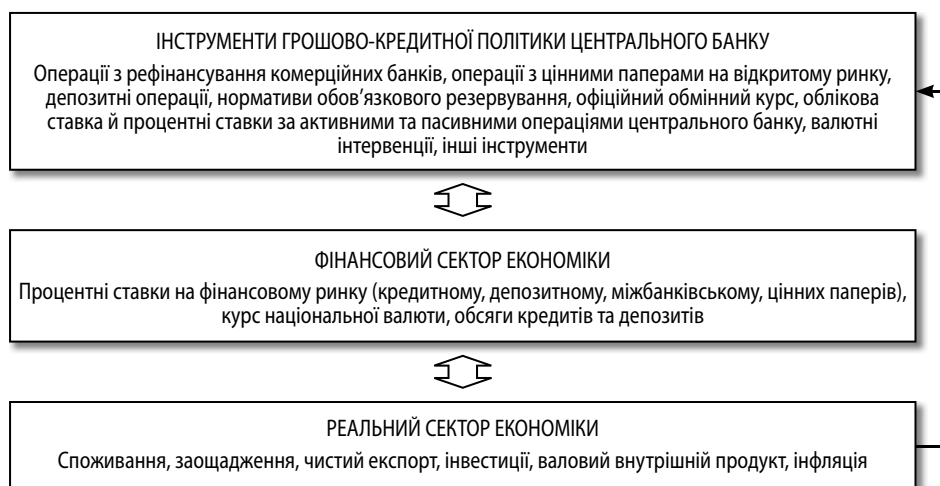 ІНСТРУМЕНТИ ГРОШОВО-КРЕДИТНОЇ ПОЛІТИКИ ЦЕНТРАЛЬНОГО БАНКУ
Операції з рефінансування комерційних банків, операції з цінними паперами на відкритому ринку,
депозитні операції, нормативи обов’язкового резервування, офіційний обмінний курс, облікова
ставка й процентні ставки за активними та пасивними операціями центрального банку, валютні
інтервенції, інші інструменти
ФІНАНСОВИЙ СЕКТОР ЕКОНОМІКИ
Процентні ставки на фінансовому ринку (кредитному, депозитному, міжбанківському, цінних паперів),
курс національної валюти, обсяги кредитів та депозитів
РЕАЛЬНИЙ СЕКТОР ЕКОНОМІКИ
Споживання, заощадження, чистий експорт, інвестиції, валовий внутрішній продукт, інфляція